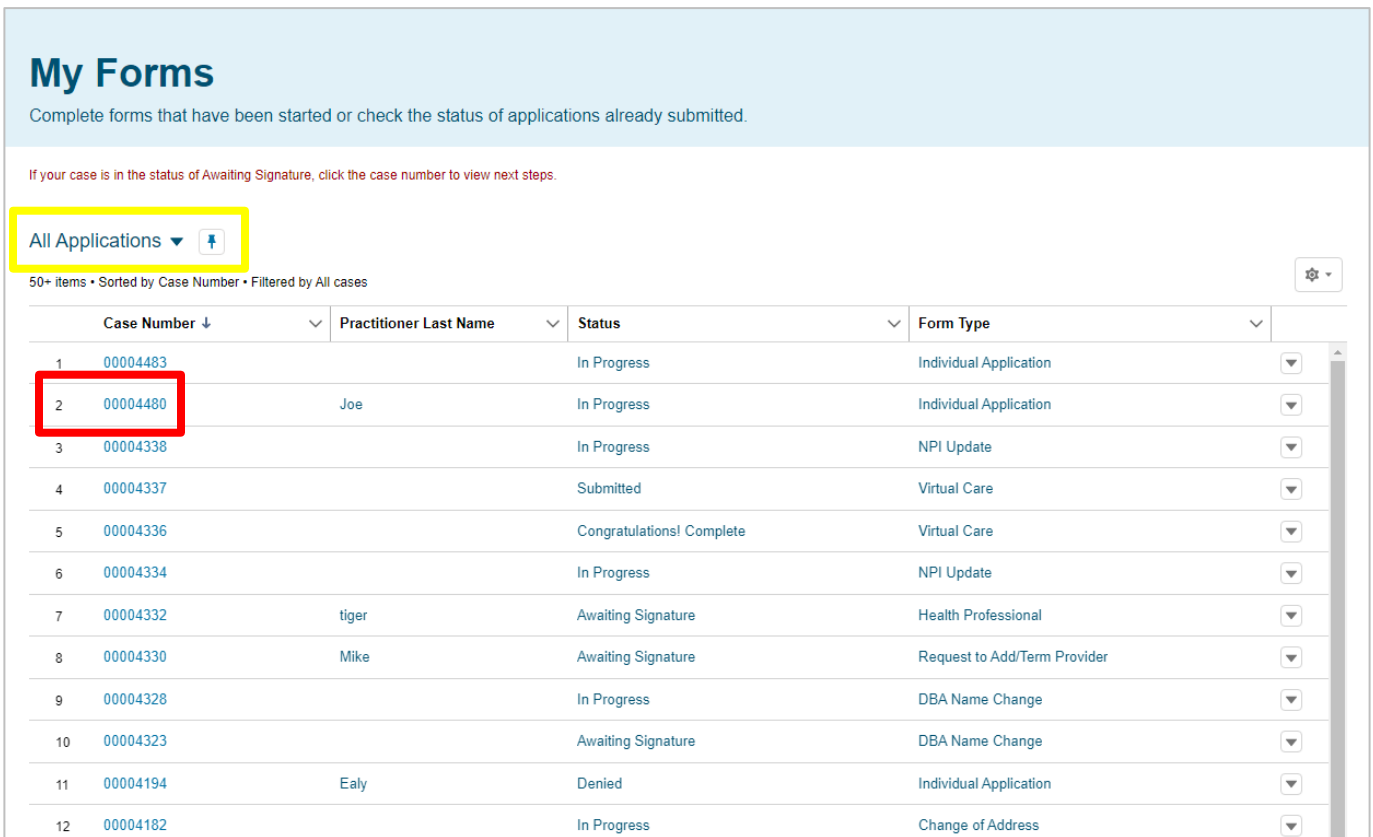 My Forms
Complete forms that have been started or check the status of applications already submitted.
If your case is in the status of Awaiting Signature, click the case number to view next steps.
All Applications
50+ items • Sorted by Case Number • Filtered by All cases
Case Number Practitioner Last Name Status Form Type
1 00004483 In Progress Individual Application
2 00004480 Joe In Progress Individual Application
3 00004338 In Progress NPI Update
4 00004337 Submitted Virtual Care
5 00004336 Congratulations! Complete Virtual Care
6 00004334 In Progress NPI Update
7 00004332 tiger Awaiting Signature Health Professional
8 00004330 Mike Awaiting Signature Request to Add/Term Provider
9 00004328 In Progress DBA Name Change
10 00004323 Awaiting Signature DBA Name Change
11 00004194 Ealy Denied Individual Application
12 00004182 In Progress Change of Address